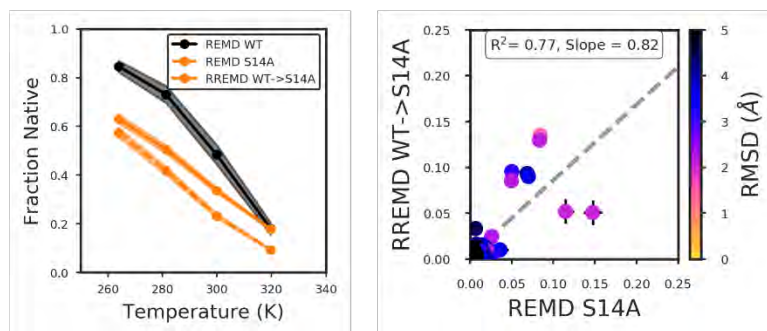 1.0
0.8
0.6
0.4
0.2
0.0
Fraction Native
REMD WT
REMD S14A
RREMD WT->S14A
260 280 300 320 340
Temperature (K)
0.25
0.20
0.15
0.10
0.05
0.00
RREMD WT->S14A
R²= 0.77, Slope = 0.82
0.00 0.05 0.10 0.15 0.20 0.25
REMD S14A
5
4
3
2
1
0
RMSD (Å)